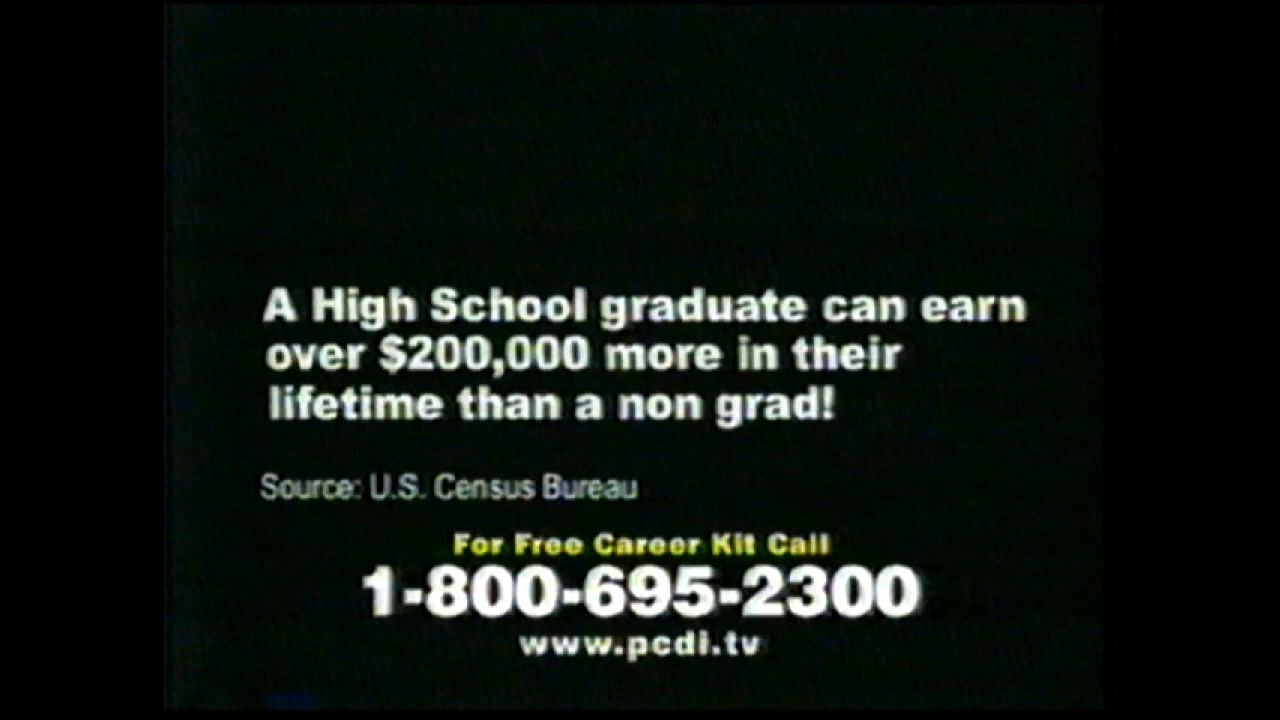 A High School graduate can earn
over $200,000 more in their
lifetime than a non grad!
Source: U.S. Census Bureau
For Free Career Kit Call
1-800-695-2300
www.pcdi.tv